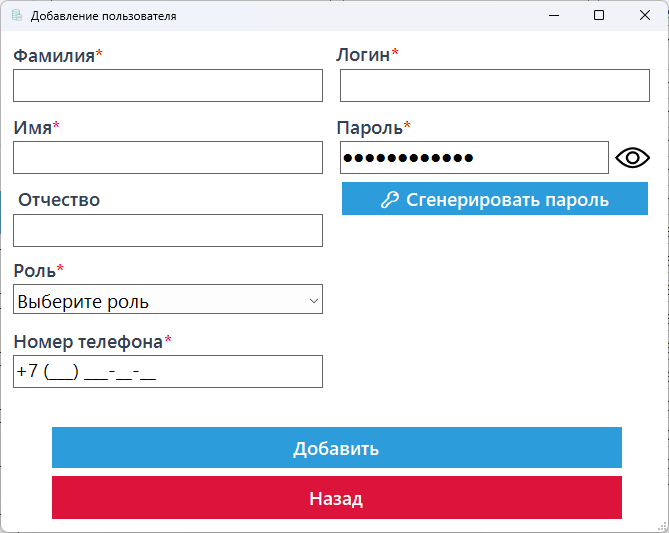 Добавление пользователя
Фамилия*
Логин*
Имя*
Пароль*
●●●●●●●●●●●●
Сгенерировать пароль
Отчество
Роль*
Выберите роль
Номер телефона*
+7 (___) ___-__-__
Добавить
Назад